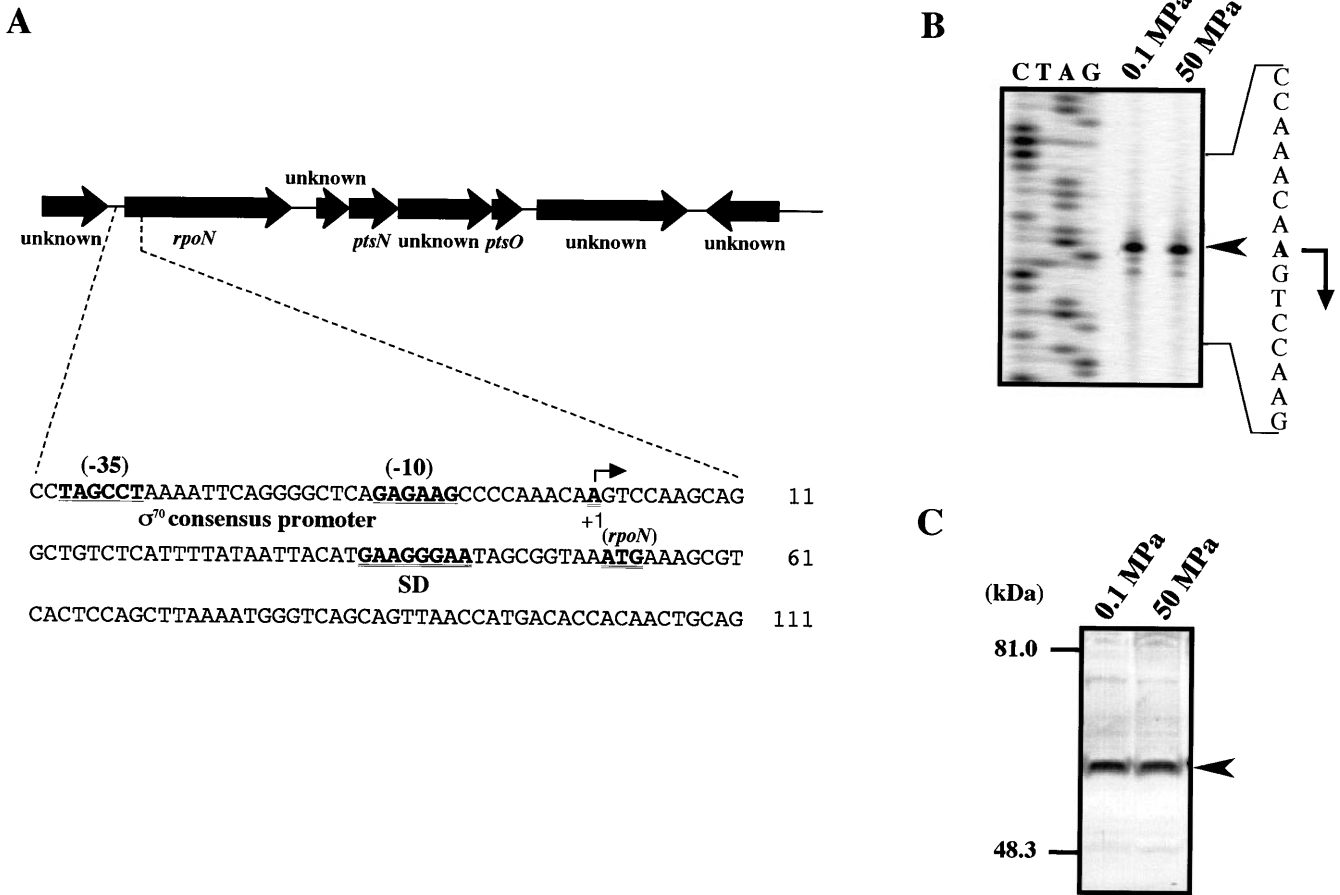 A
unknown
unknown rpoN ptsN unknown ptsO unknown unknown
(-35) (-10)
CCTAGCCTAAAATTCAGGGGCTCAGAGAAGCCCCAAACAAGTCCAAGCAG 11
σ70 consensus promoter +1 (rpoN)
GCTGTCTCATTTTATAATTACATGAAGGGAATAGCGGTAAATGAAAGCGT 61
SD
CACTCCAGCTTAAAATGGGTCAGCAGTTAACCATGACACCACAACTGCAG 111
B
C T A G 0.1 MPa 50 MPa
C
C
A
A
A
C
A
A
G
T
C
C
A
A
G
C
(kDa) 0.1 MPa 50 MPa
81.0
48.3